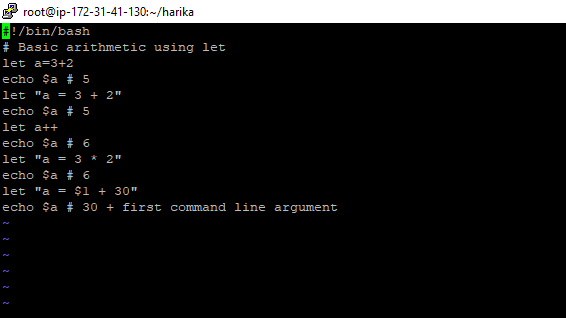 root@ip-172-31-41-130:~/harika
#!/bin/bash
# Basic arithmetic using let
let a=3+2
echo $a # 5
let "a = 3 + 2"
echo $a # 5
let a++
echo $a # 6
let "a = 3 * 2"
echo $a # 6
let "a = $1 + 30"
echo $a # 30 + first command line argument
~
~
~
~
~
~